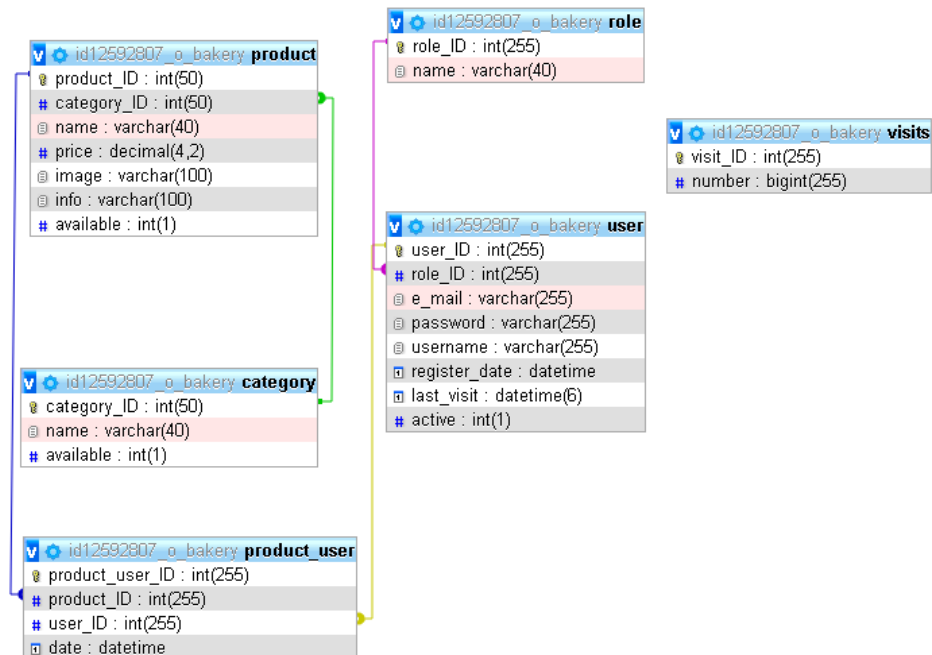 id12592807_o_bakery product
product_ID : int(50)
category_ID : int(50)
name : varchar(40)
price : decimal(4,2)
image : varchar(100)
info : varchar(100)
available : int(1)
id12592807_o_bakery category
category_ID : int(50)
name : varchar(40)
available : int(1)
id12592807_o_bakery product_user
product_user_ID : int(255)
product_ID : int(255)
user_ID : int(255)
date : datetime
id12592807_o_bakery role
role_ID : int(255)
name : varchar(40)
id12592807_o_bakery user
user_ID : int(255)
role_ID : int(255)
e_mail : varchar(255)
password : varchar(255)
username : varchar(255)
register_date : datetime
last_visit : datetime(6)
active : int(1)
id12592807_o_bakery visits
visit_ID : int(255)
number : bigint(255)